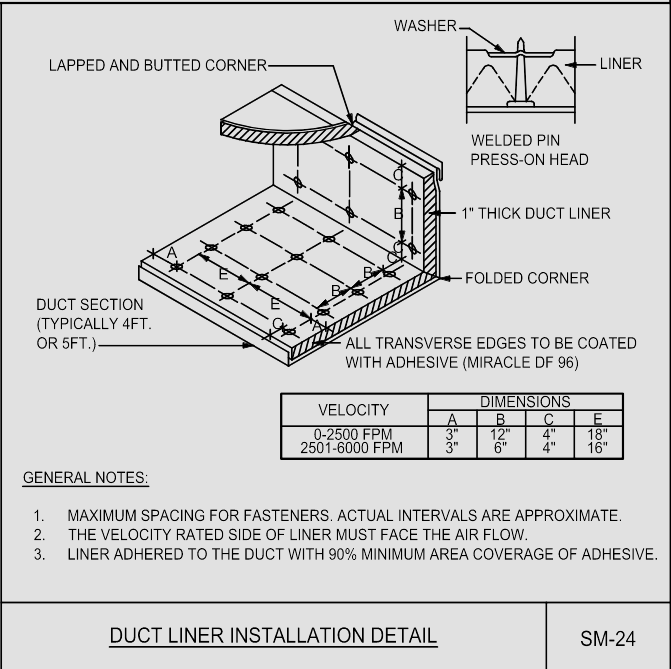 WASHER
LAPPED AND BUTTED CORNER
LINER
WELDED PIN
PRESS-ON HEAD
C
B
1" THICK DUCT LINER
C
A
E
B
FOLDED CORNER
B
E
DUCT SECTION
(TYPICALLY 4FT.
OR 5FT.)
C
A
ALL TRANSVERSE EDGES TO BE COATED
WITH ADHESIVE (MIRACLE DF 96)
VELOCITY
DIMENSIONS
A B C E
0-2500 FPM 3" 12" 4" 18"
2501-6000 FPM 3" 6" 4" 16"
GENERAL NOTES:
1. MAXIMUM SPACING FOR FASTENERS. ACTUAL INTERVALS ARE APPROXIMATE.
2. THE VELOCITY RATED SIDE OF LINER MUST FACE THE AIR FLOW.
3. LINER ADHERED TO THE DUCT WITH 90% MINIMUM AREA COVERAGE OF ADHESIVE.
DUCT LINER INSTALLATION DETAIL
SM-24